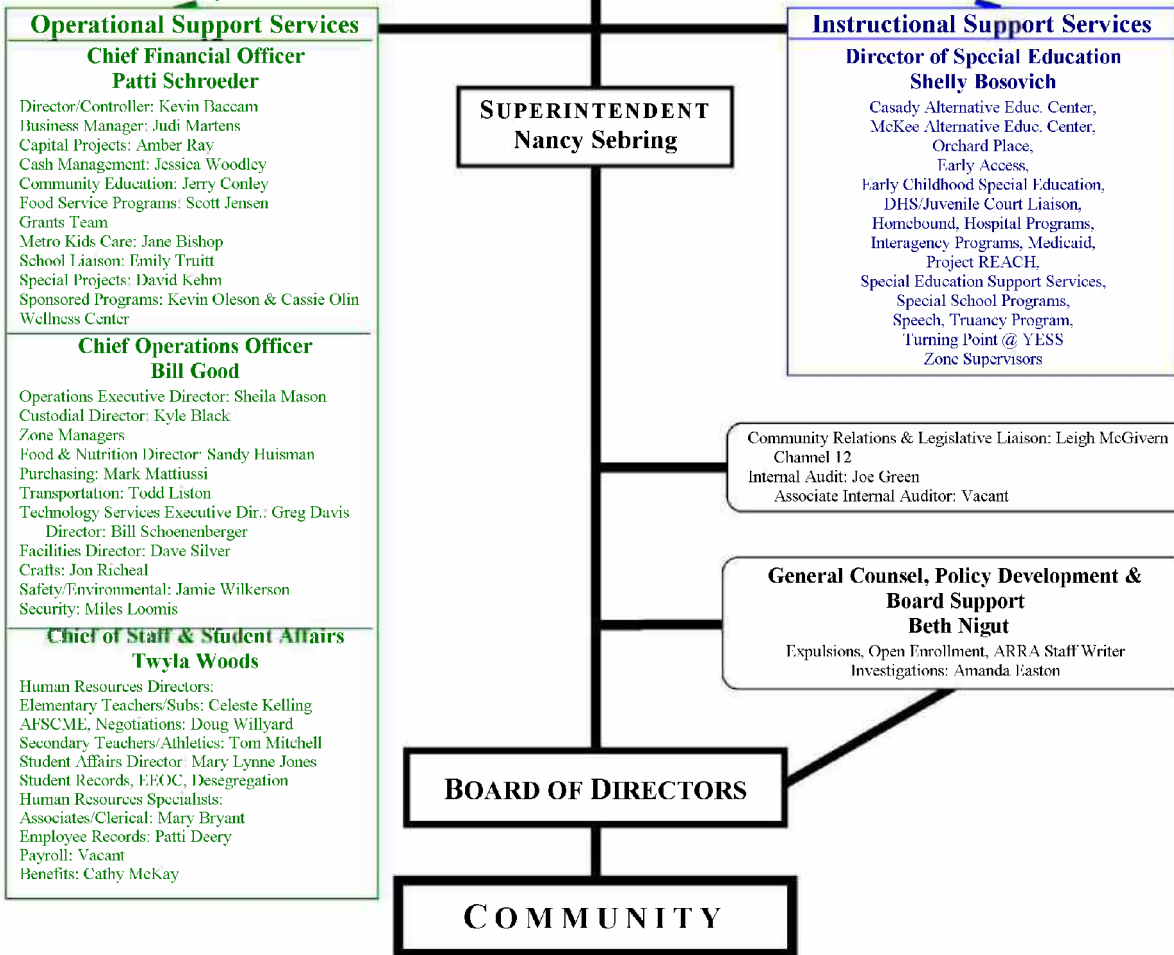 Operational Support Services
Chief Financial Officer
Patti Schroeder
Director/Controller: Kevin Baccam
Business Manager: Judi Martens
Capital Projects: Amber Ray
Cash Management: Jessica Woodley
Community Education: Jerry Conley
Food Service Programs: Scott Jensen
Grants Team
Metro Kids Care: Jane Bishop
School Liaison: Emily Truitt
Special Projects: David Kehm
Sponsored Programs: Kevin Oleson & Cassie Olin
Wellness Center
Chief Operations Officer
Bill Good
Operations Executive Director: Sheila Mason
Custodial Director: Kyle Black
Zone Managers
Food & Nutrition Director: Sandy Huisman
Purchasing: Mark Mattiussi
Transportation: Todd Liston
Technology Services Executive Dir.: Greg Davis
Director: Bill Schoenenberger
Facilities Director: Dave Silver
Crafts: Jon Richeal
Safety/Environmental: Jamie Wilkerson
Security: Miles Loomis
Chief of Staff & Student Affairs
Twyla Woods
Human Resources Directors:
Elementary Teachers/Subs: Celeste Kelling
AFSCME, Negotiations: Doug Willyard
Secondary Teachers/Athletics: Tom Mitchell
Student Affairs Director: Mary Lynne Jones
Student Records, EEOC, Desegregation
Human Resources Specialists:
Associates/Clerical: Mary Bryant
Employee Records: Patti Deery
Payroll: Vacant
Benefits: Cathy McKay
SUPERINTENDENT
Nancy Sebring
Instructional Support Services
Director of Special Education
Shelly Bosovich
Casady Alternative Educ. Center,
McKee Alternative Educ. Center,
Orchard Place,
Early Access,
Early Childhood Special Education,
DHS/Juvenile Court Liaison,
Homebound, Hospital Programs,
Interagency Programs, Medicaid,
Project REACH,
Special Education Support Services,
Special School Programs,
Speech, Truancy Program,
Turning Point @ YESS
Zone Supervisors
Community Relations & Legislative Liaison: Leigh McGivern
Channel 12
Internal Audit: Joe Green
Associate Internal Auditor: Vacant
General Counsel, Policy Development &
Board Support
Beth Nigut
Expulsions, Open Enrollment, ARRA Staff Writer
Investigations: Amanda Easton
BOARD OF DIRECTORS
COMMUNITY